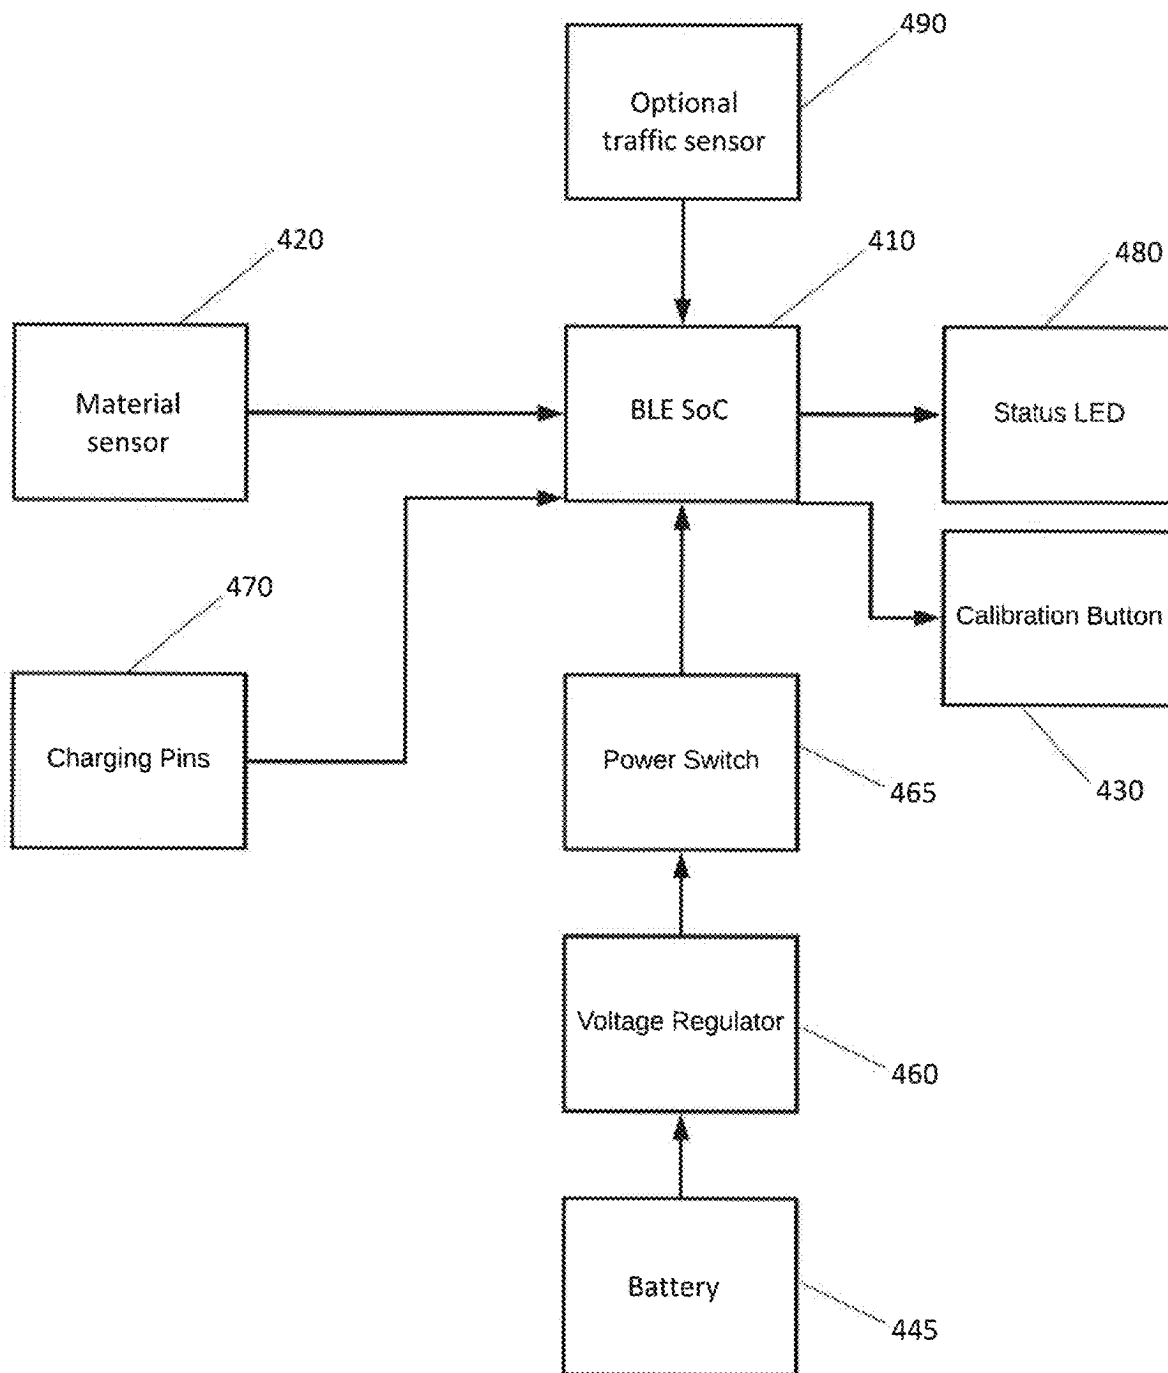 490
Optional
traffic sensor
420
410
480
Material
sensor
BLE SoC
Status LED
470
Calibration Button
Charging Pins
Power Switch
465
430
Voltage Regulator
460
Battery
445